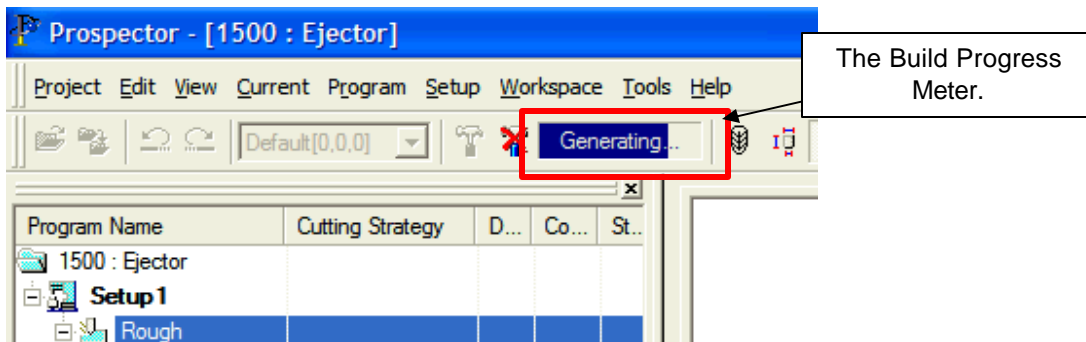 Prospector - [1500 : Ejector]
The Build Progress
Meter.
Project Edit View Current Program Setup Workspace Tools Help
Default[0,0,0] Generating...
Program Name Cutting Strategy D... Co... St..
1500 : Ejector
Setup1
Rough